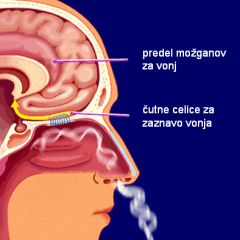 predel možganov
za vonj
čutne celice za
zaznavo vonja